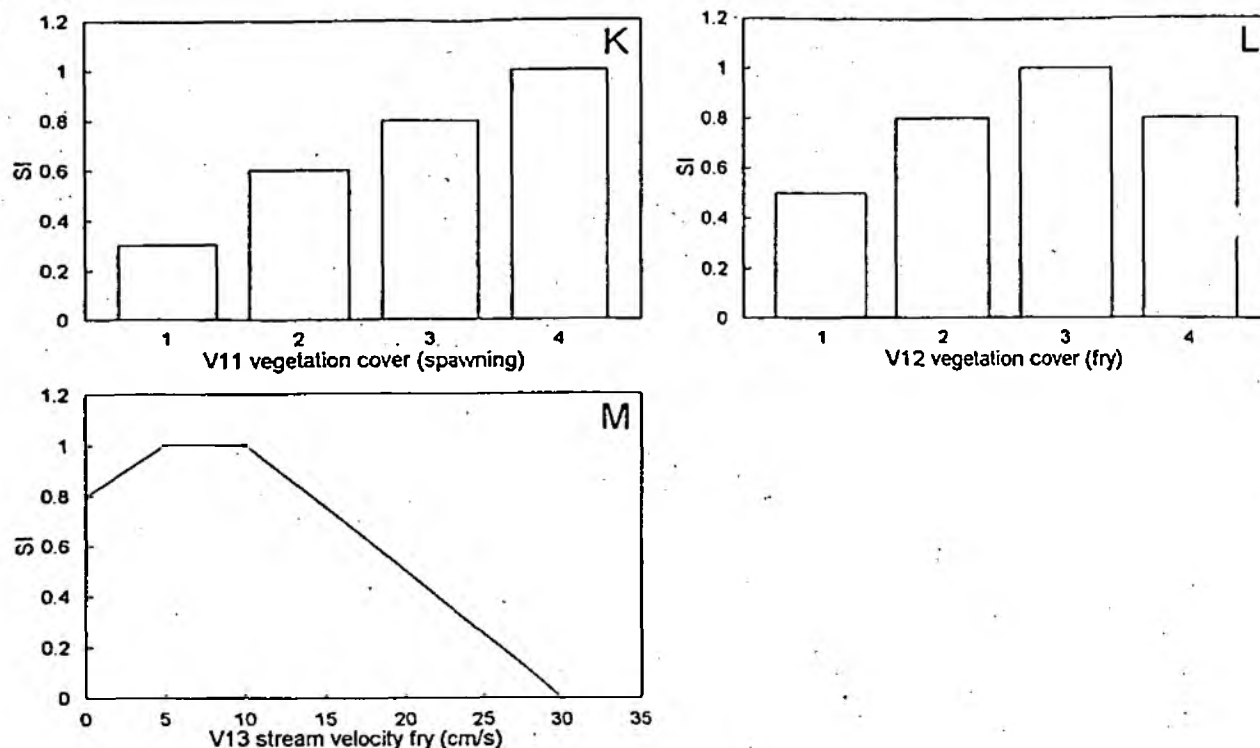 1.2
K
1
0.8
SI 0.6
0.4
0.2
0
1 2 3 4
V11 vegetation cover (spawning)
1.2
L
1
0.8
SI 0.6
0.4
0.2
0
1 2 3 4
V12 vegetation cover (fry)
1.2
M
1
0.8
SI 0.6
0.4
0.2
0
0 5 10 15 20 25 30 35
V13 stream velocity fry (cm/s)